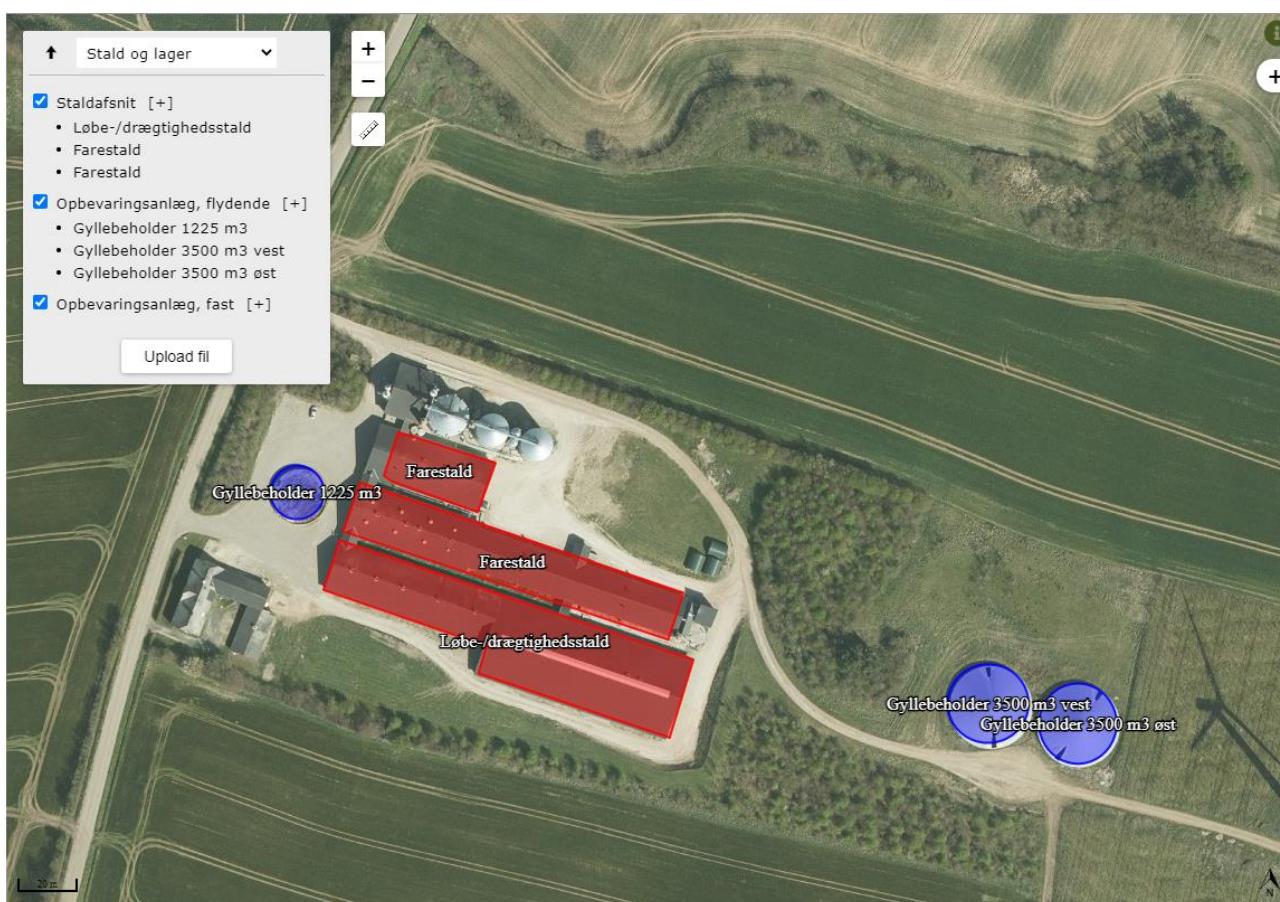 Stald og lager
Staldafsnit [+]
• Løbe-/drægtighedsstald
• Farestald
• Farestald
Opbevaringsanlæg, flydende [+]
• Gyllebeholder 1225 m3
• Gyllebeholder 3500 m3 vest
• Gyllebeholder 3500 m3 øst
Opbevaringsanlæg, fast [+]
Upload fil
+
−
i
+
Farestald
Gyllebeholder 1225 m3
Farestald
Løbe-/drægtighedsstald
Gyllebeholder 3500 m3 vest
Gyllebeholder 3500 m3 øst
20 m
N